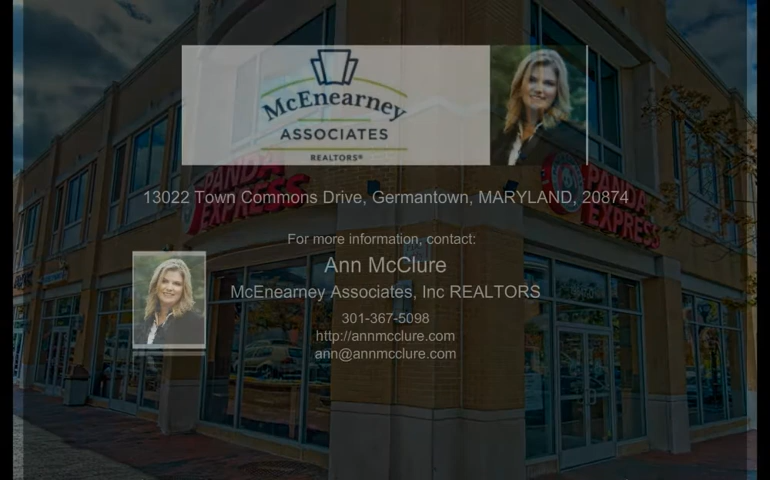 McEnearney
ASSOCIATES
REALTORS®
PANDA
EXPRESS
PANDA
EXPRESS
13022 Town Commons Drive, Germantown, MARYLAND, 20874
For more information, contact:
Ann McClure
McEnearney Associates, Inc REALTORS
301-367-5098
http://annmcclure.com
ann@annmcclure.com